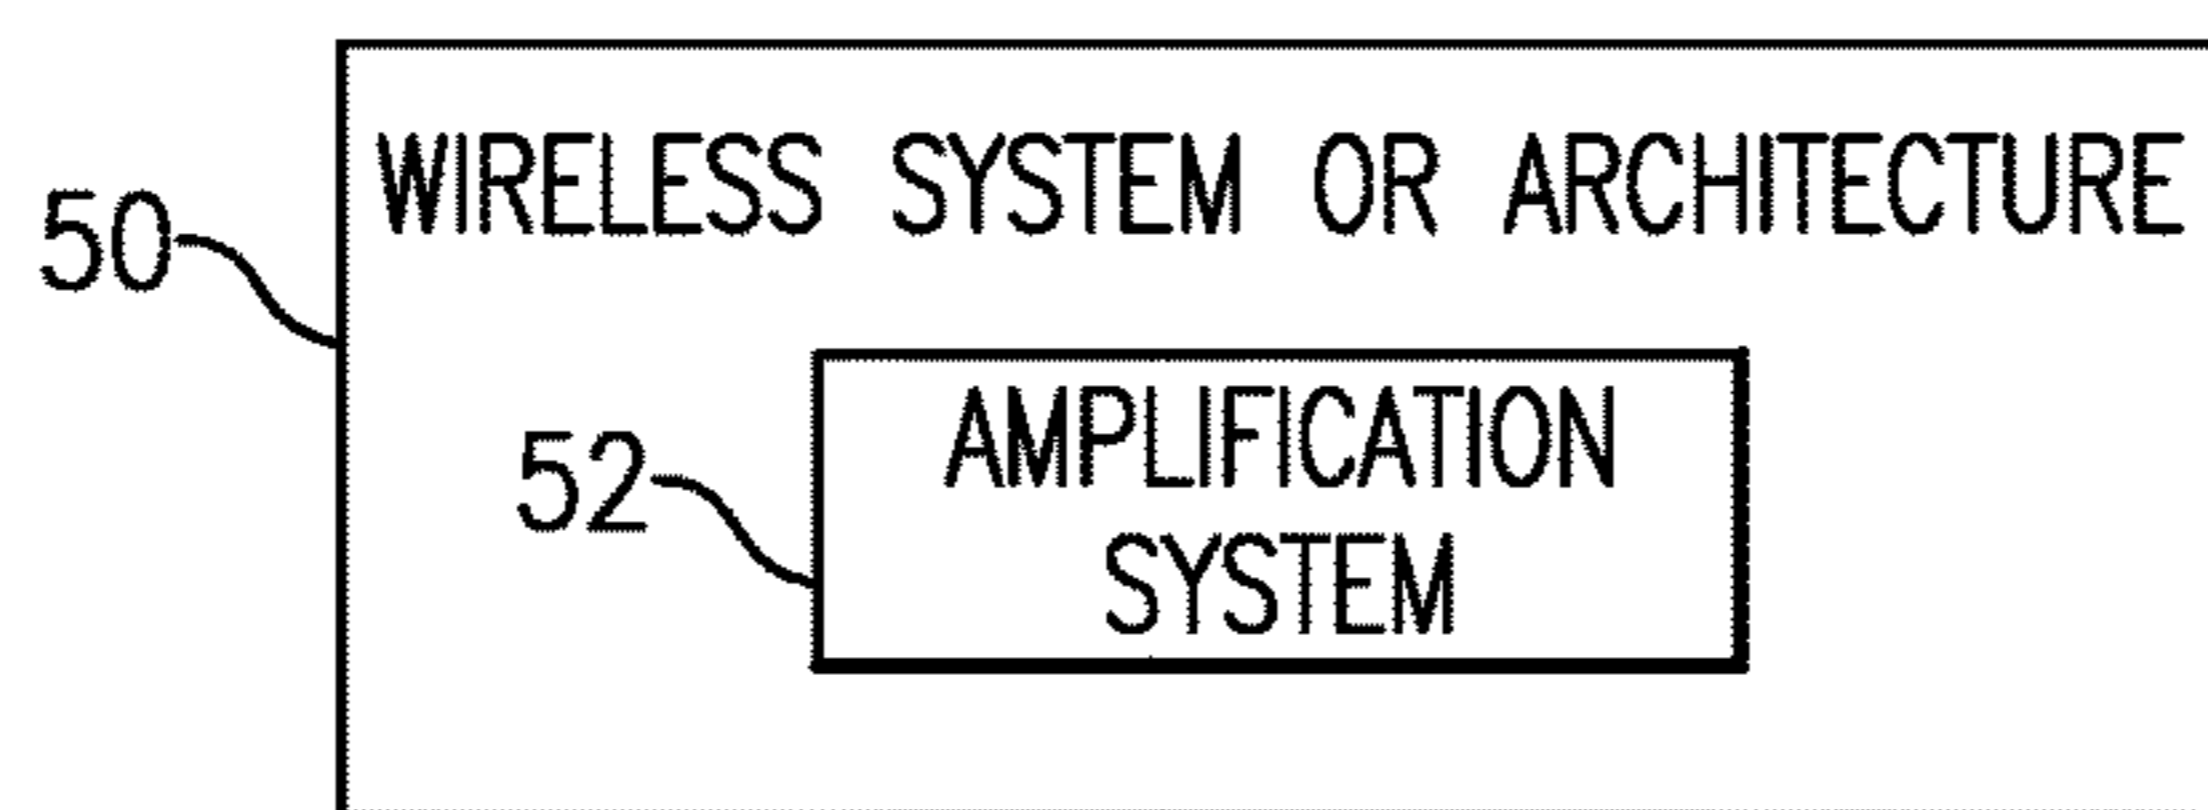 WIRELESS SYSTEM OR ARCHITECTURE
50
AMPLIFICATION
52
SYSTEM